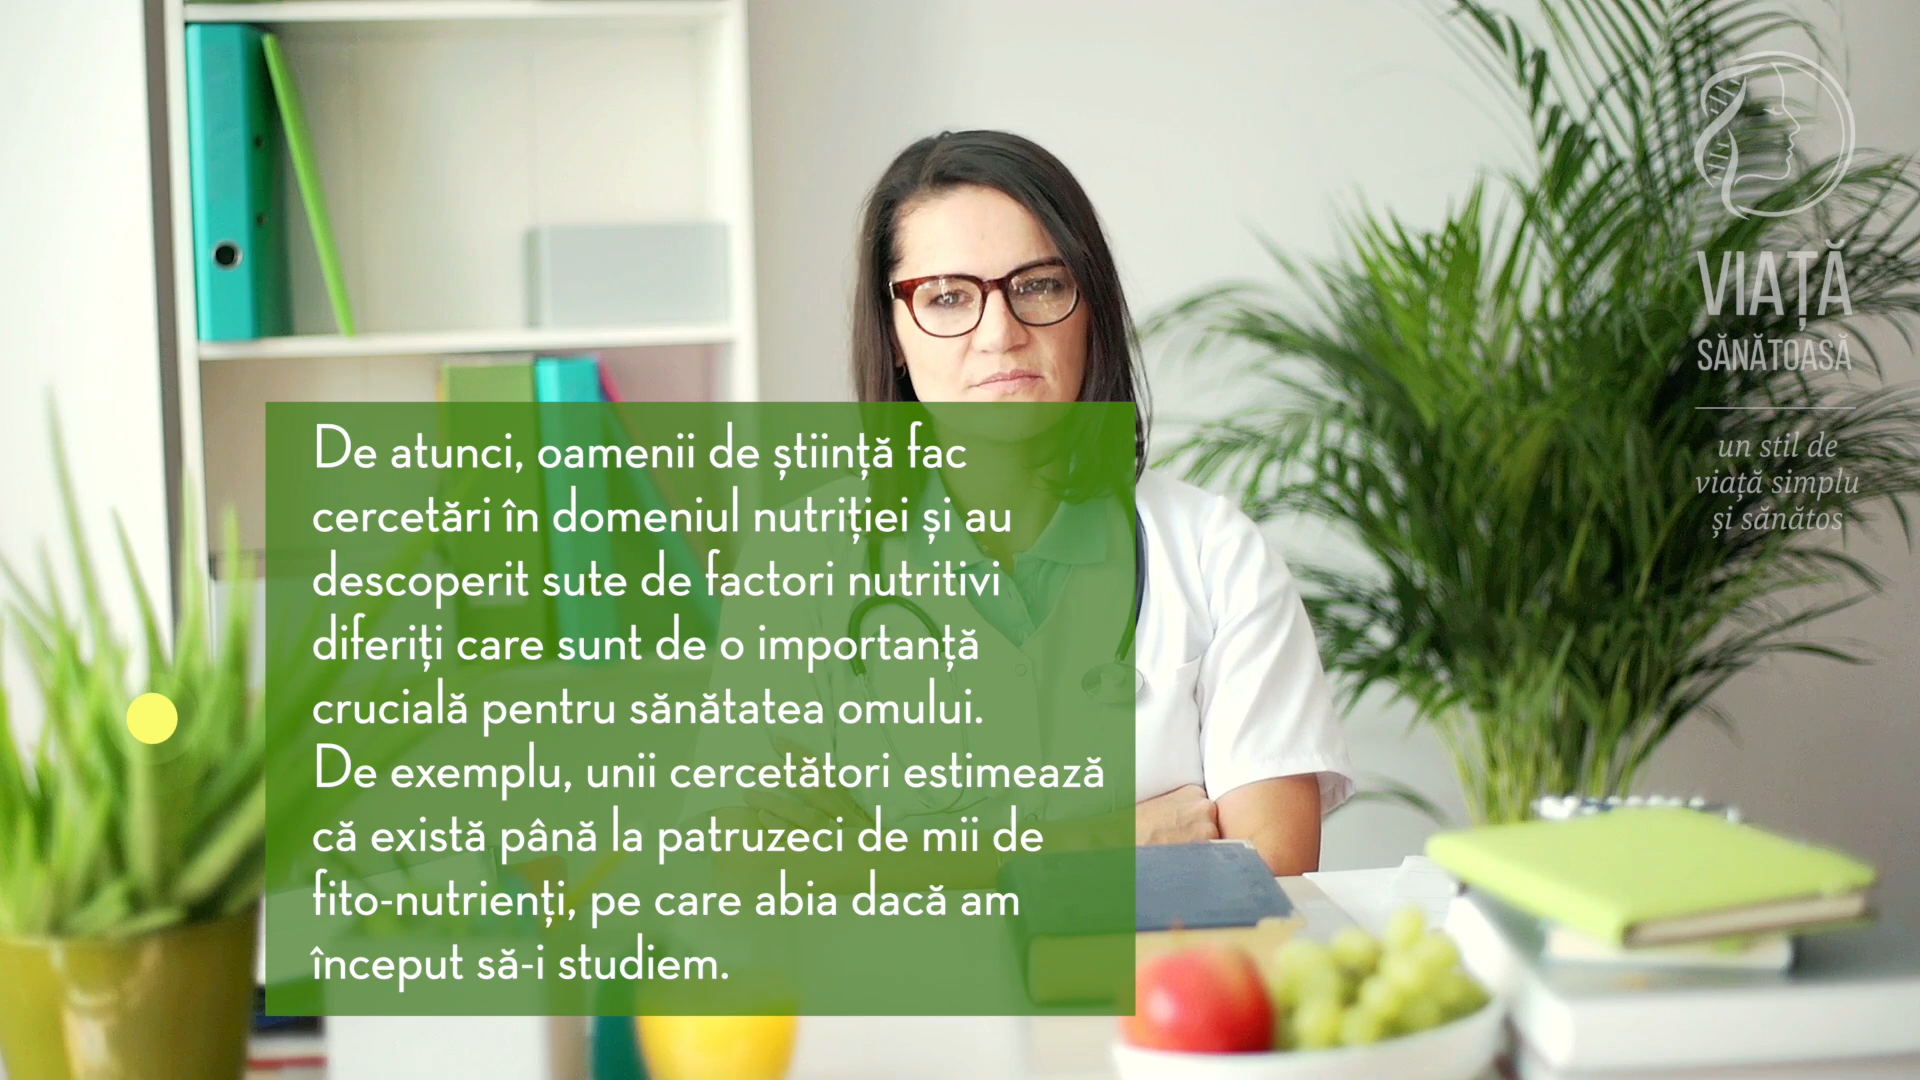 De atunci, oamenii de știință fac
cercetări în domeniul nutriției și au
descoperit sute de factori nutritivi
diferiți care sunt de o importanță
crucială pentru sănătatea omului.
De exemplu, unii cercetători estimează
că există până la patruzeci de mii de
fito-nutrienți, pe care abia dacă am
început să-i studiem.
VIAȚĂ
SĂNĂTOASĂ
un stil de
viață simplu
și sănătos